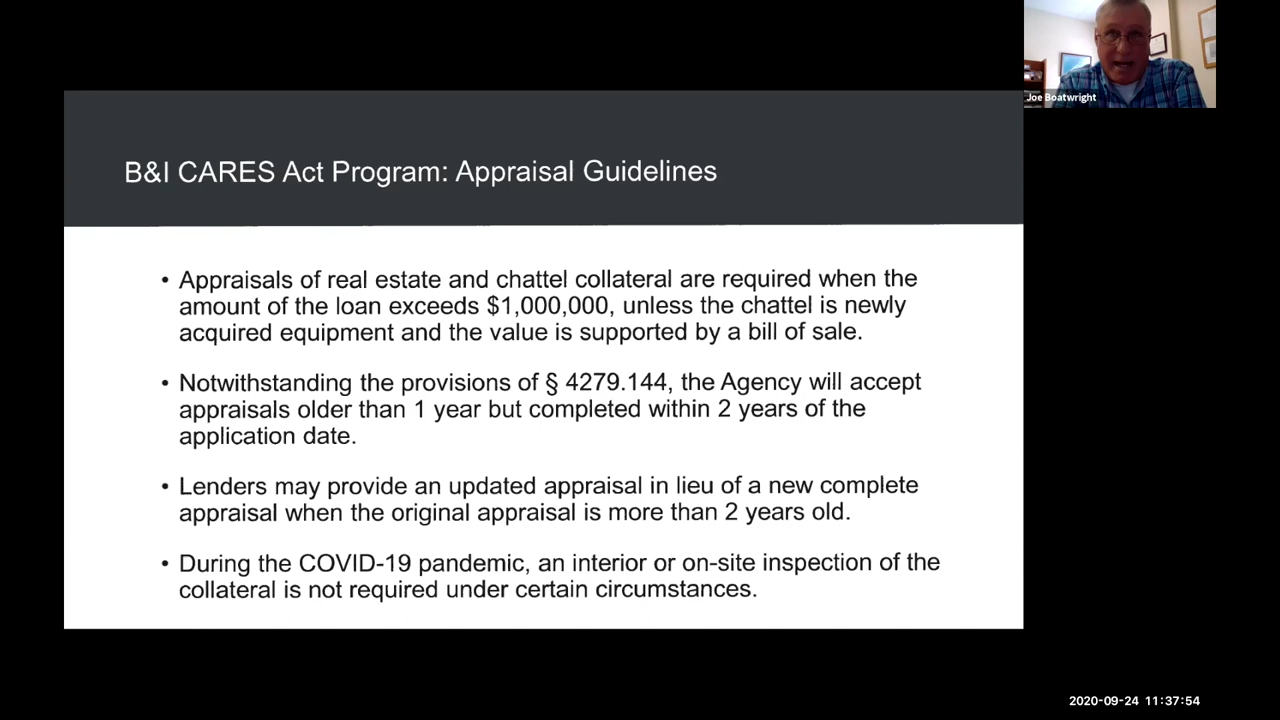 Joe Boatwright
B&I CARES Act Program: Appraisal Guidelines
• Appraisals of real estate and chattel collateral are required when the
amount of the loan exceeds $1,000,000, unless the chattel is newly
acquired equipment and the value is supported by a bill of sale.
• Notwithstanding the provisions of § 4279.144, the Agency will accept
appraisals older than 1 year but completed within 2 years of the
application date.
• Lenders may provide an updated appraisal in lieu of a new complete
appraisal when the original appraisal is more than 2 years old.
• During the COVID-19 pandemic, an interior or on-site inspection of the
collateral is not required under certain circumstances.
2020-09-24 11:37:54